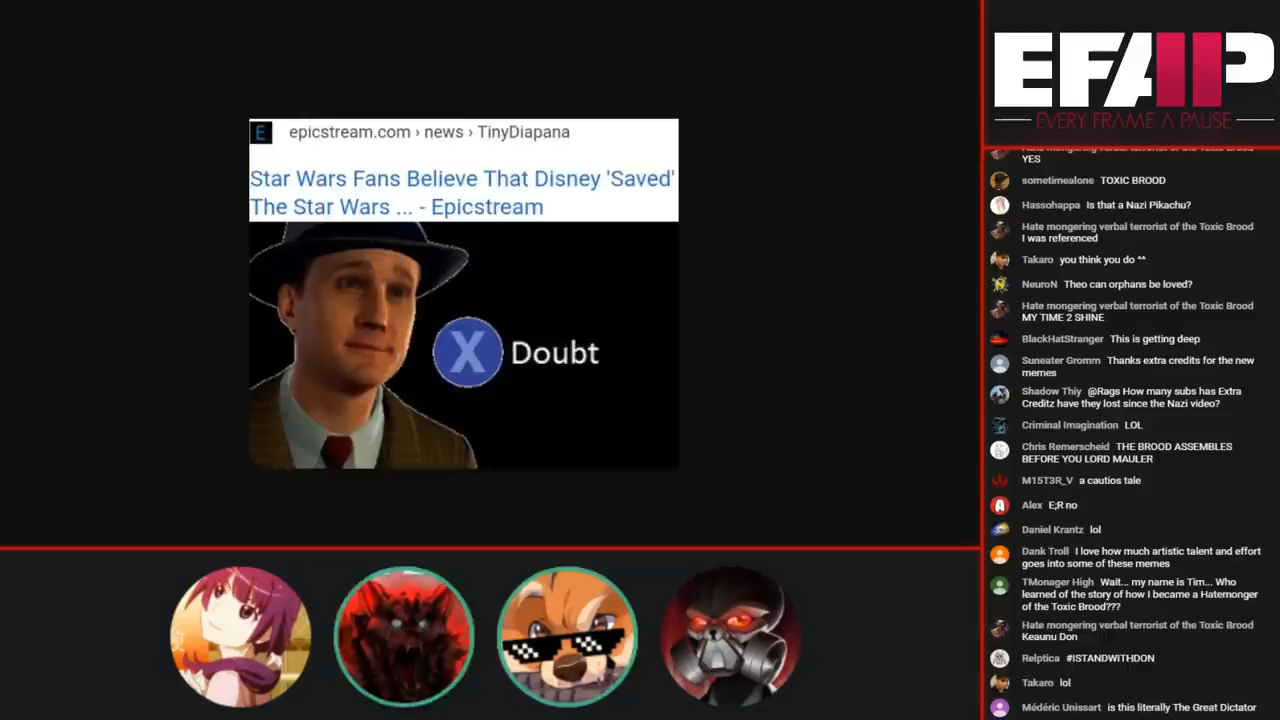 epicstream.com › news › TinyDiapana
Star Wars Fans Believe That Disney 'Saved'
The Star Wars ... - Epicstream
X Doubt
EFAP
EVERY FRAME A PAUSE
YES
sometimealone TOXIC BROOD
Hassohappa Is that a Nazi Pikachu?
Hate mongering verbal terrorist of the Toxic Brood
I was referenced
Takaro you think you do ^^
NeuroN Theo can orphans be loved?
Hate mongering verbal terrorist of the Toxic Brood
MY TIME 2 SHINE
BlackHatStranger This is getting deep
Suneater Gromm Thanks extra credits for the new
memes
Shadow Thiy @Rags How many subs has Extra
Creditz have they lost since the Nazi video?
Criminal Imagination LOL
Chris Remerscheid THE BROOD ASSEMBLES
BEFORE YOU LORD MAULER
M15T3R_V a cautios tale
Alex E;R no
Daniel Krantz lol
Dank Troll I love how much artistic talent and effort
goes into some of these memes
TMonager High Wait... my name is Tim... Who
learned of the story of how I became a Hatemonger
of the Toxic Brood???
Hate mongering verbal terrorist of the Toxic Brood
Keaunu Don
Relptica #ISTANDWITHDON
Takaro lol
Médéric Unissart is this literally The Great Dictator